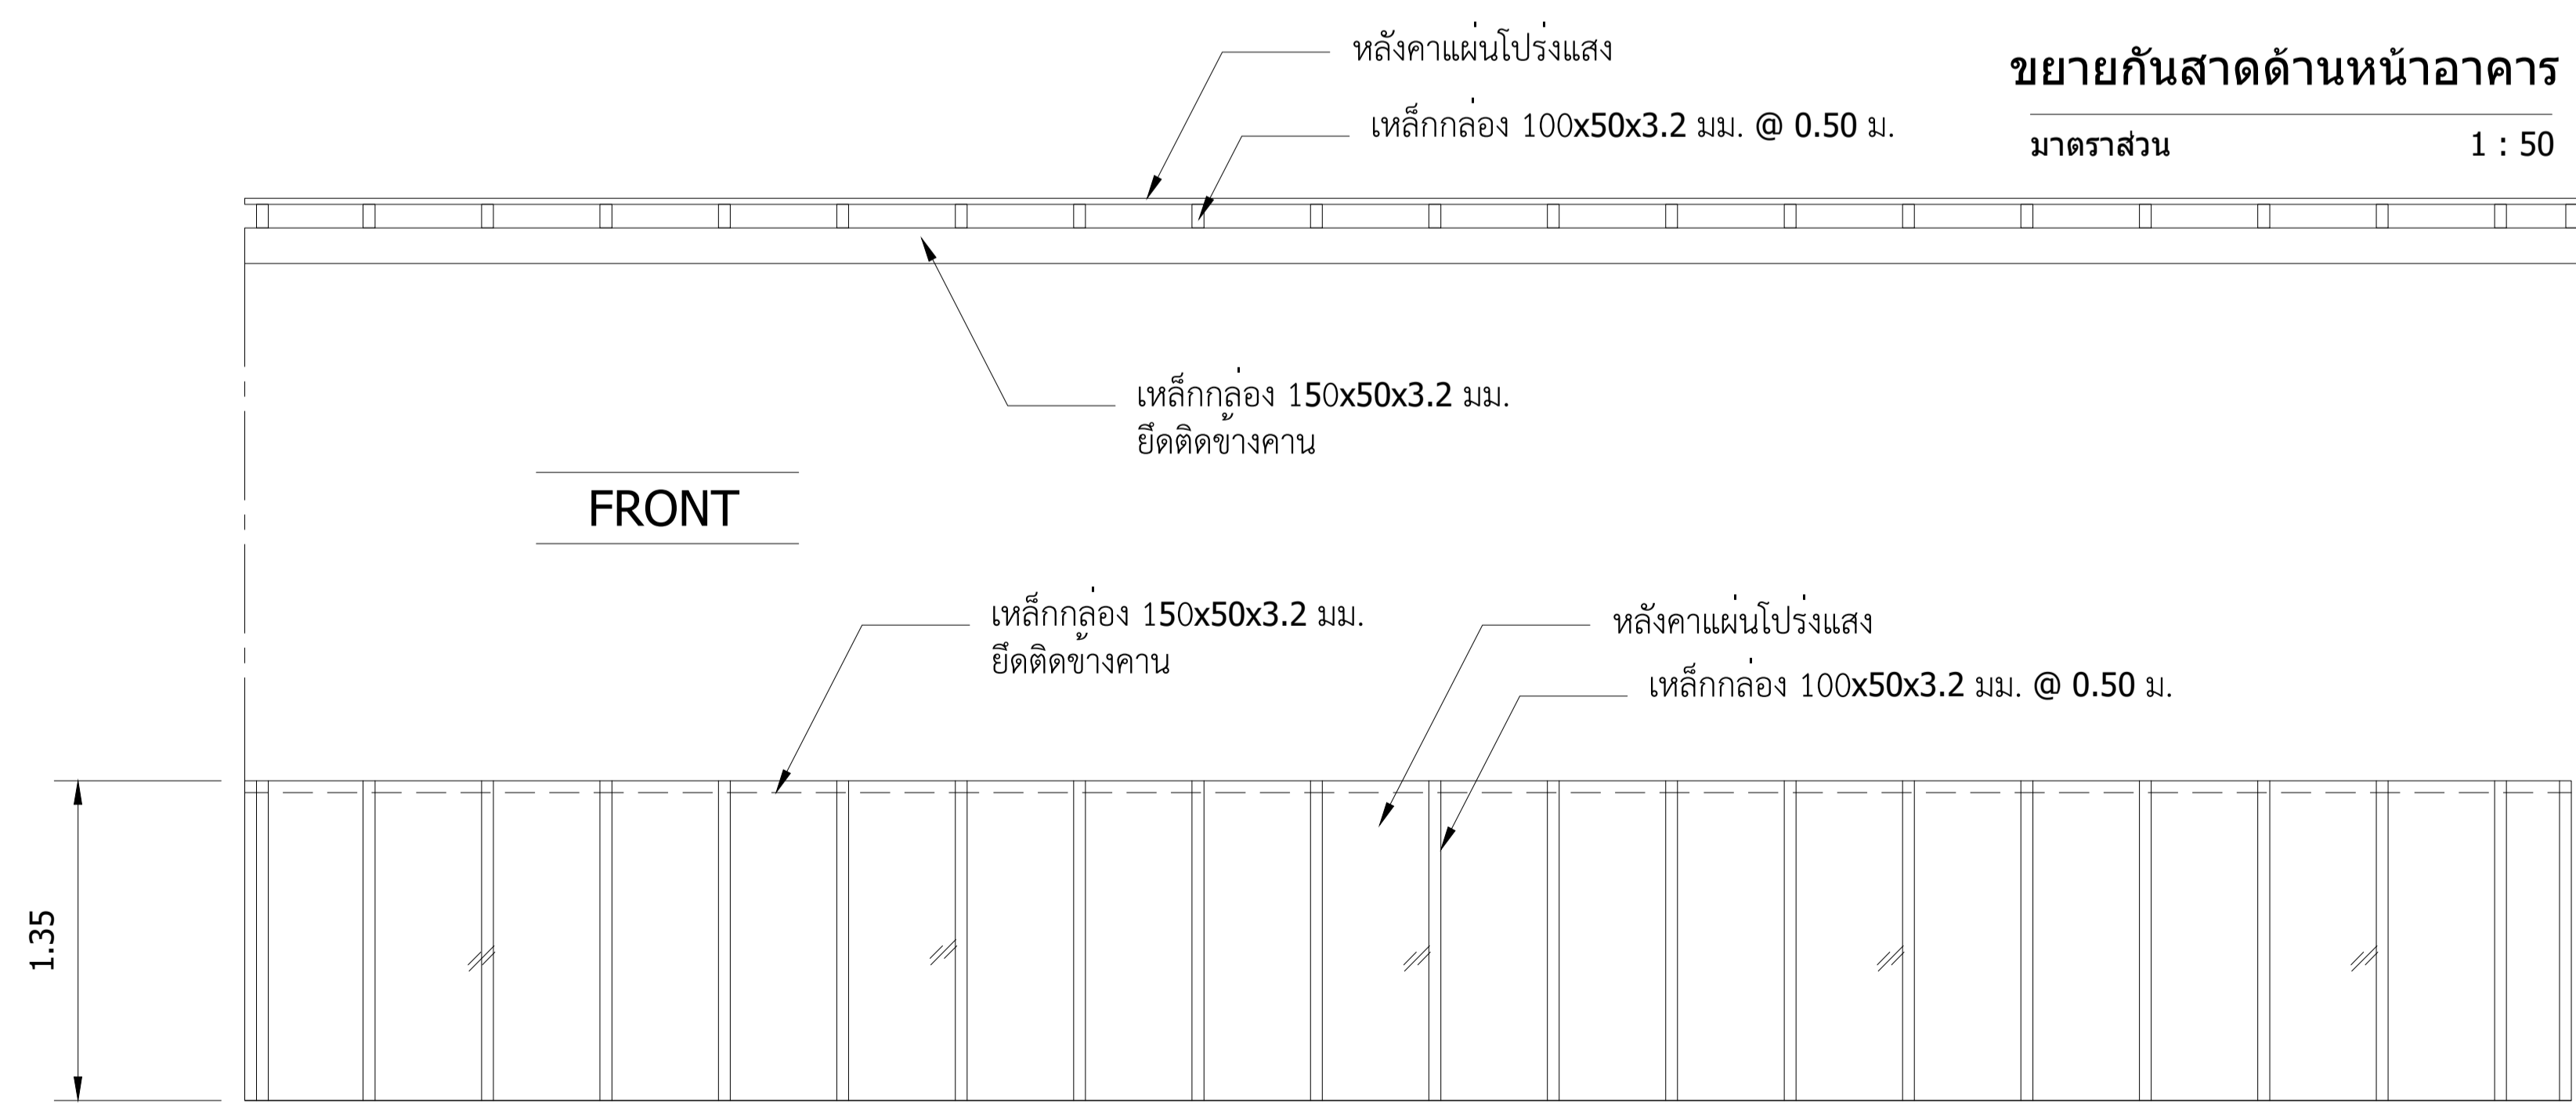 หลังคาแผ่นโปร่งแสง
ขยายกันสาดด้านหน้าอาคาร
เหล็กกล่อง 100x50x3.2 มม. @ 0.50 ม.
มาตราส่วน 1 : 50
เหล็กกล่อง 150x50x3.2 มม.
ยึดติดข้างคาน
FRONT
เหล็กกล่อง 150x50x3.2 มม.
ยึดติดข้างคาน
หลังคาแผ่นโปร่งแสง
เหล็กกล่อง 100x50x3.2 มม. @ 0.50 ม.
1.35